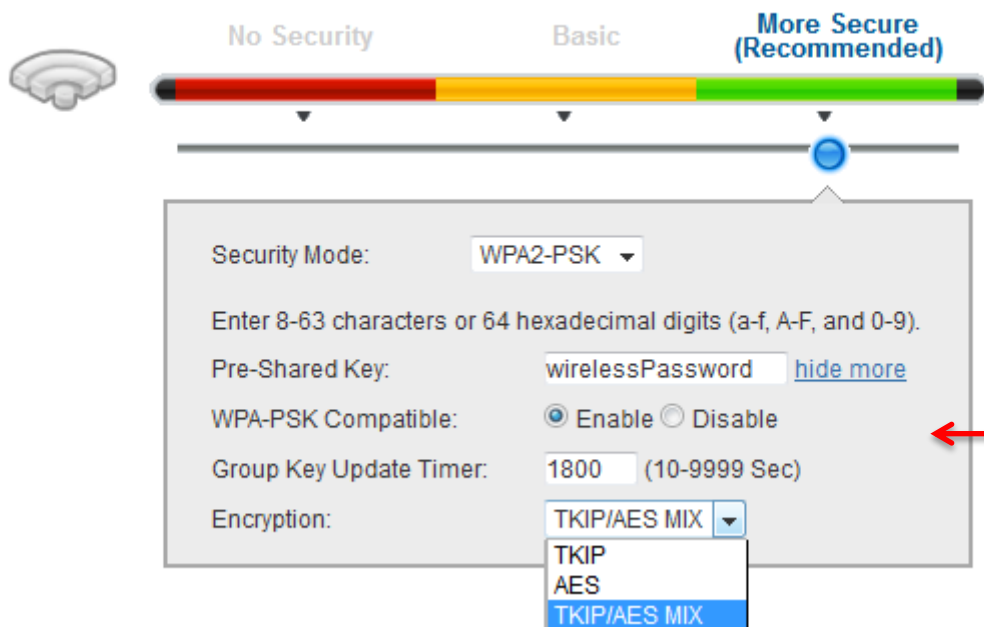 No Security
Basic
More Secure
(Recommended)
Security Mode: WPA2-PSK
Enter 8-63 characters or 64 hexadecimal digits (a-f, A-F, and 0-9).
Pre-Shared Key: wirelessPassword hide more
WPA-PSK Compatible: Enable Disable
Group Key Update Timer: 1800 (10-9999 Sec)
Encryption: TKIP/AES MIX
TKIP
AES
TKIP/AES MIX